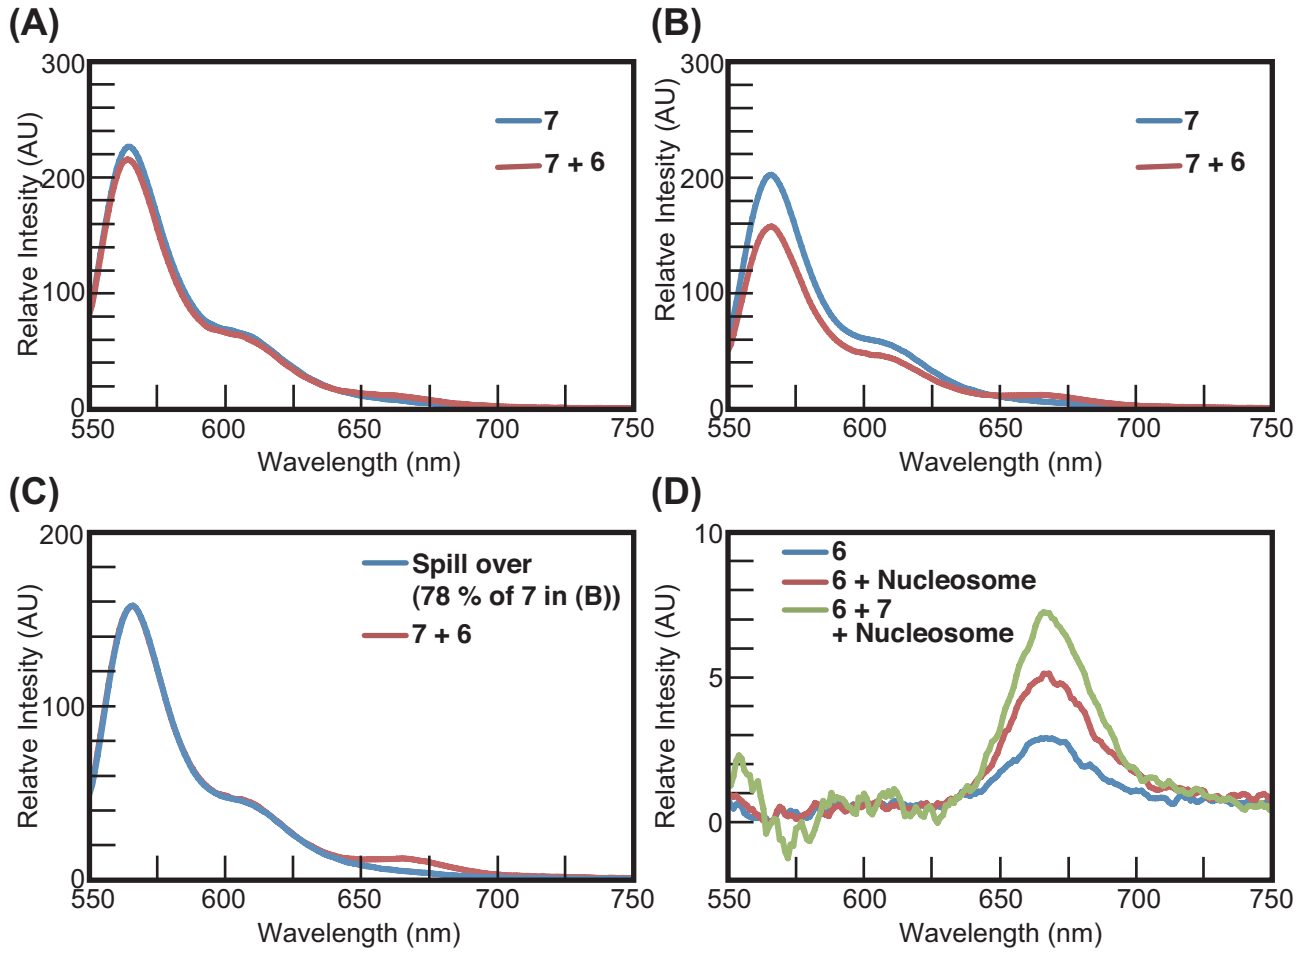 (A)
300
200
100
0
550
600
650
700
750
Relatve Intesity (AU)
Wavelength (nm)
7
7 + 6
(B)
300
200
100
0
550
600
650
700
750
Relatve Intesity (AU)
Wavelength (nm)
7
7 + 6
(C)
200
100
0
550
600
650
700
750
Relatve Intesity (AU)
Wavelength (nm)
Spill over
(78 % of 7 in (B))
7 + 6
(D)
10
5
0
550
600
650
700
750
Relatve Intesity (AU)
Wavelength (nm)
6
6 + Nucleosome
6 + 7
+ Nucleosome